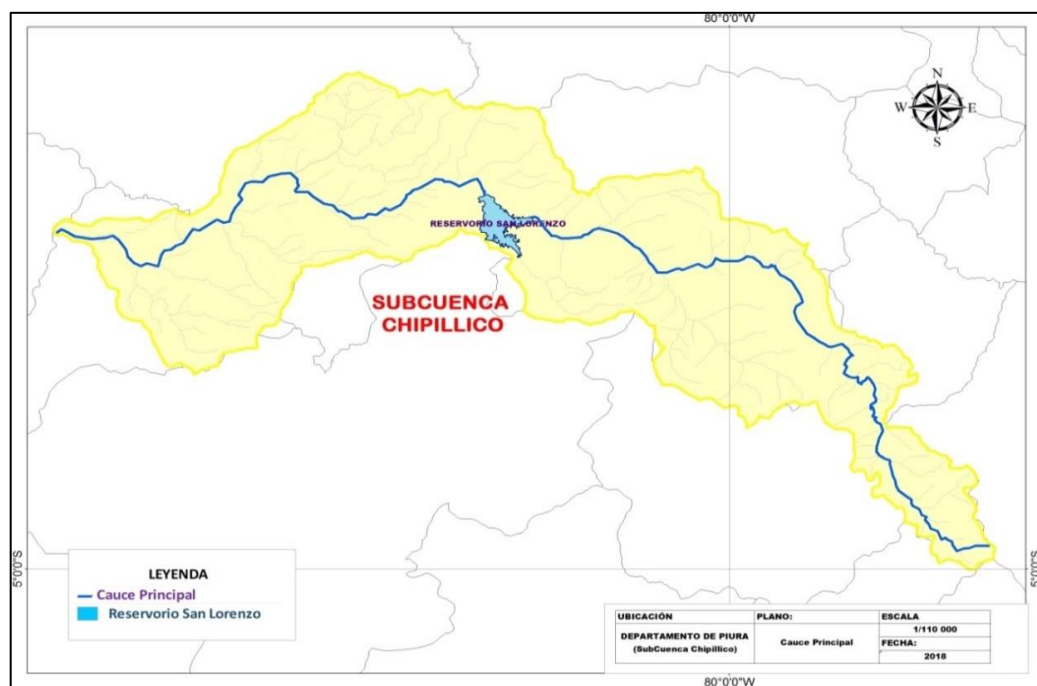 80°0'0"W
N
W E
S
RESERVORIO SAN LORENZO
SUBCUENCA
CHIPILLICO
5°0'0"S
5°0'0"S
LEYENDA
Cauce Principal
Reservorio San Lorenzo
UBICACIÓN
DEPARTAMENTO DE PIURA
(SubCuenca Chipillico)
PLANO:
Cauce Principal
ESCALA
1/110 000
FECHA:
2018
80°0'0"W